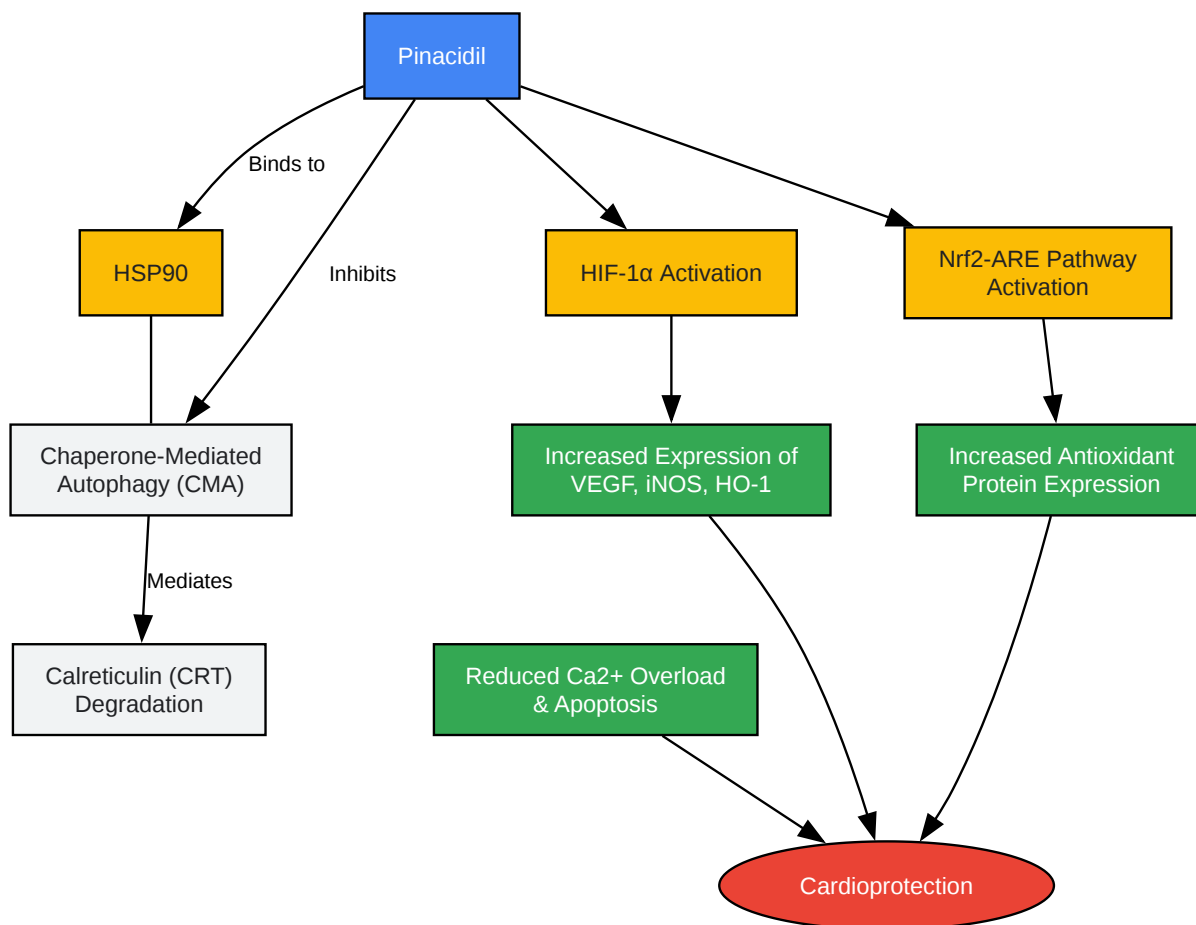 Pinacidil
Binds to
HSP90
Inhibits
HIF-1α Activation
Nrf2-ARE Pathway
Activation
Chaperone-Mediated
Autophagy (CMA)
Increased Expression of
VEGF, iNOS, HO-1
Increased Antioxidant
Protein Expression
Mediates
Calreticulin (CRT)
Degradation
Reduced Ca2+ Overload
& Apoptosis
Cardioprotection